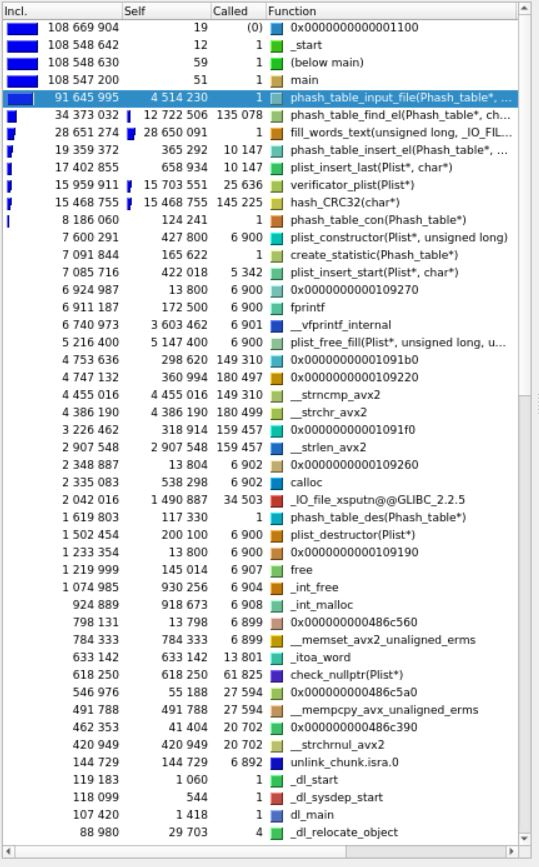 Incl. Self Called Function
108 669 904 19 (0) 0x0000000000001100
108 548 642 12 1 _start
108 548 630 59 1 (below main)
108 547 200 51 1 main
91 645 995 4 514 230 1 phash_table_input_file(Phash_table*, ...
34 373 032 12 722 506 135 078 phash_table_find_el(Phash_table*, ch...
28 651 274 28 650 091 1 fill_words_text(unsigned long, _IO_FIL...
19 359 372 365 292 10 147 phash_table_insert_el(Phash_table*, ...
17 402 855 658 934 10 147 plist_insert_last(Plist*, char*)
15 959 911 15 703 551 25 636 verificator_plist(Plist*)
15 468 755 15 468 755 145 225 hash_CRC32(char*)
8 186 060 124 241 1 phash_table_con(Phash_table*)
7 600 291 427 800 6 900 plist_constructor(Plist*, unsigned long)
7 091 844 165 622 1 create_statistic(Phash_table*)
7 085 716 422 018 5 342 plist_insert_start(Plist*, char*)
6 924 987 13 800 6 900 0x0000000000109270
6 911 187 172 500 6 900 fprintf
6 740 973 3 603 462 6 901 __vfprintf_internal
5 216 400 5 147 400 6 900 plist_free_fill(Plist*, unsigned long, u...
4 753 636 298 620 149 310 0x00000000001091b0
4 747 132 360 994 180 497 0x0000000000109220
4 455 016 4 455 016 149 310 __strncmp_avx2
4 386 190 4 386 190 180 499 __strchr_avx2
3 226 462 318 914 159 457 0x00000000001091f0
2 907 548 2 907 548 159 457 __strlen_avx2
2 348 887 13 804 6 902 0x0000000000109260
2 335 083 538 298 6 902 calloc
2 042 016 1 490 887 34 503 _IO_file_xsputn@@GLIBC_2.2.5
1 619 803 117 330 1 phash_table_des(Phash_table*)
1 502 454 200 100 6 900 plist_destructor(Plist*)
1 233 354 13 800 6 900 0x0000000000109190
1 219 999 145 014 6 907 free
1 074 985 930 256 6 904 _int_free
924 889 918 673 6 908 _int_malloc
798 131 13 798 6 899 0x000000000486c560
784 333 784 333 6 899 __memset_avx2_unaligned_erms
633 142 633 142 13 801 _itoa_word
618 250 618 250 61 825 check_nullptr(Plist*)
546 976 55 188 27 594 0x000000000486c5a0
491 788 491 788 27 594 __mempcpy_avx_unaligned_erms
462 353 41 404 20 702 0x000000000486c390
420 949 420 949 20 702 __strchrnul_avx2
144 729 144 729 6 892 unlink_chunk.isra.0
119 183 1 060 1 _dl_start
118 099 544 1 _dl_sysdep_start
107 420 1 418 1 dl_main
88 980 29 703 4 _dl_relocate_object